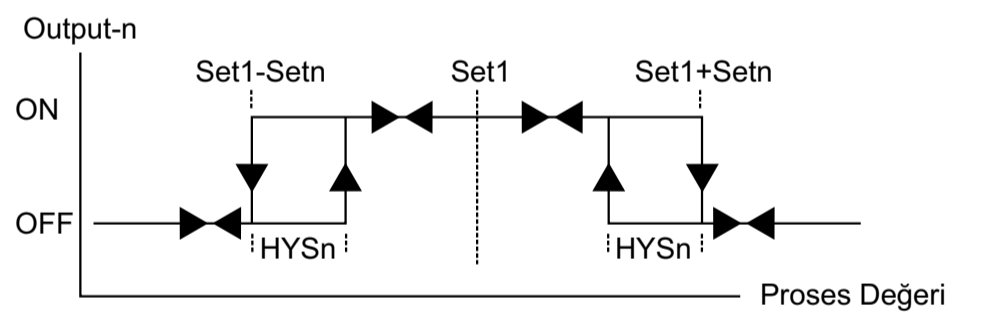 Output-n
Set1-Setn
Set1
Set1+Setn
ON
OFF
HYSn
HYSn
Proses Değeri